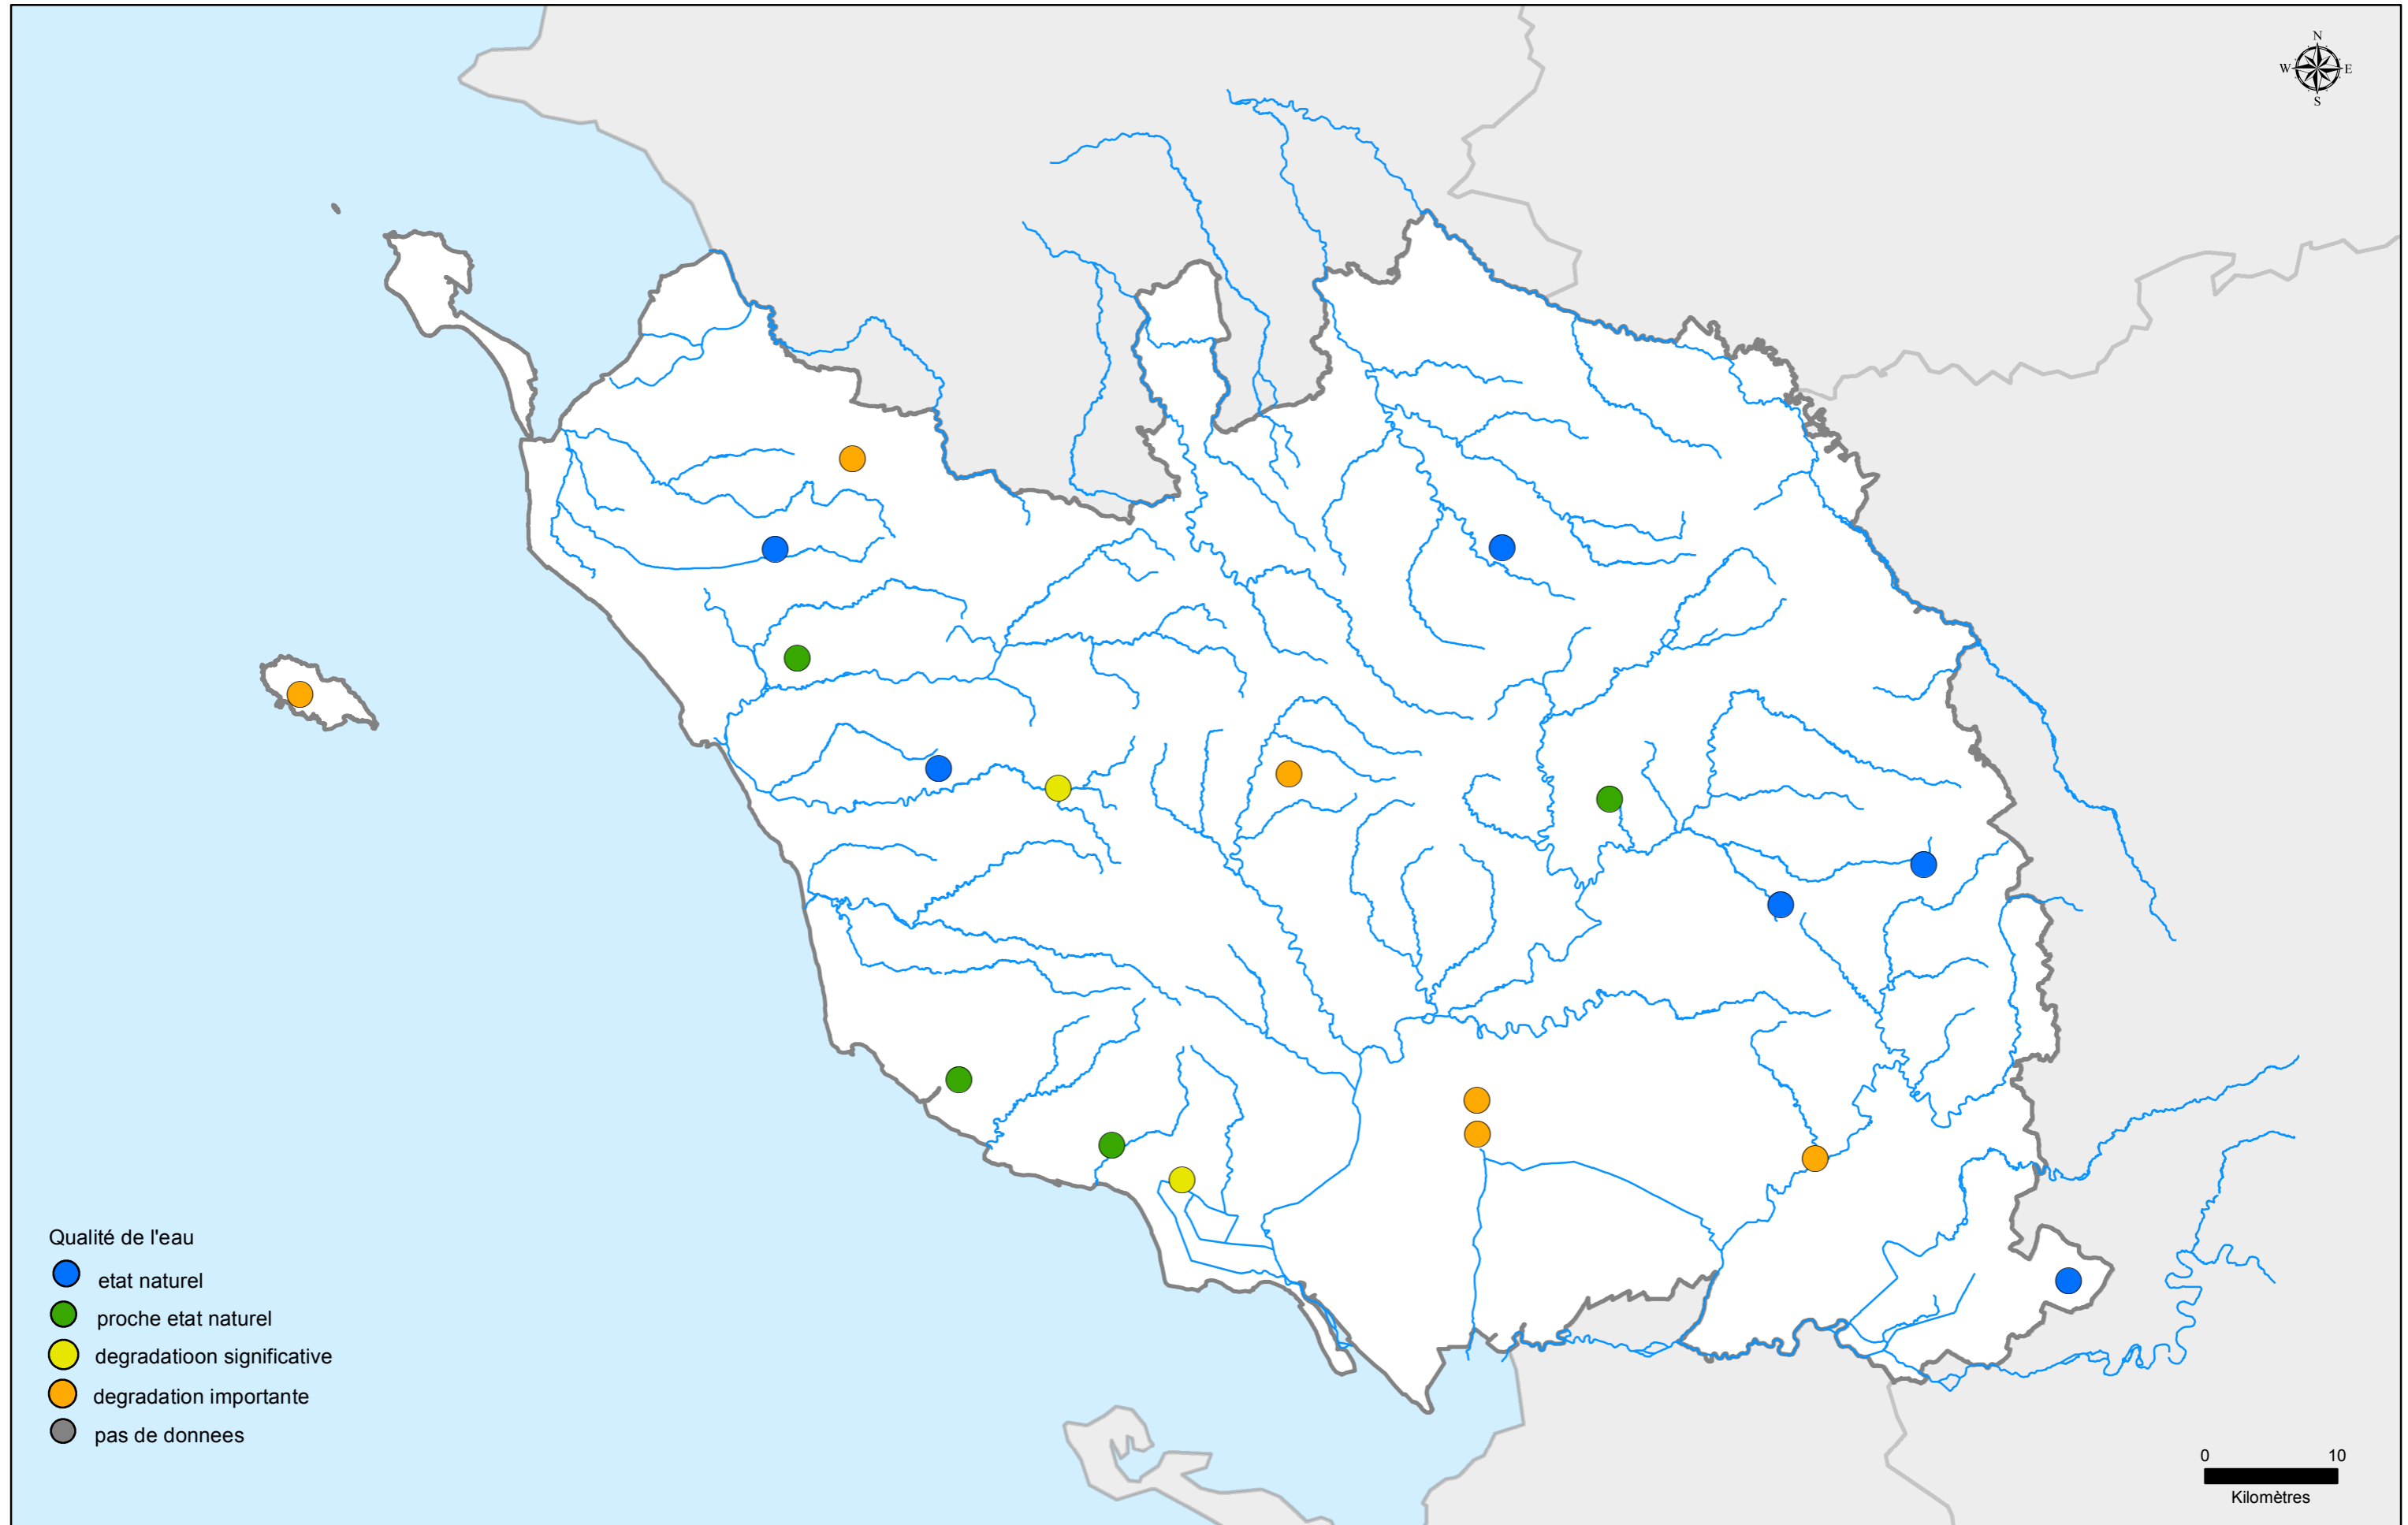 N
W E
S
Qualité de l'eau
etat naturel
proche etat naturel
degradatioon significative
degradation importante
pas de donnees
0 10
Kilomètres